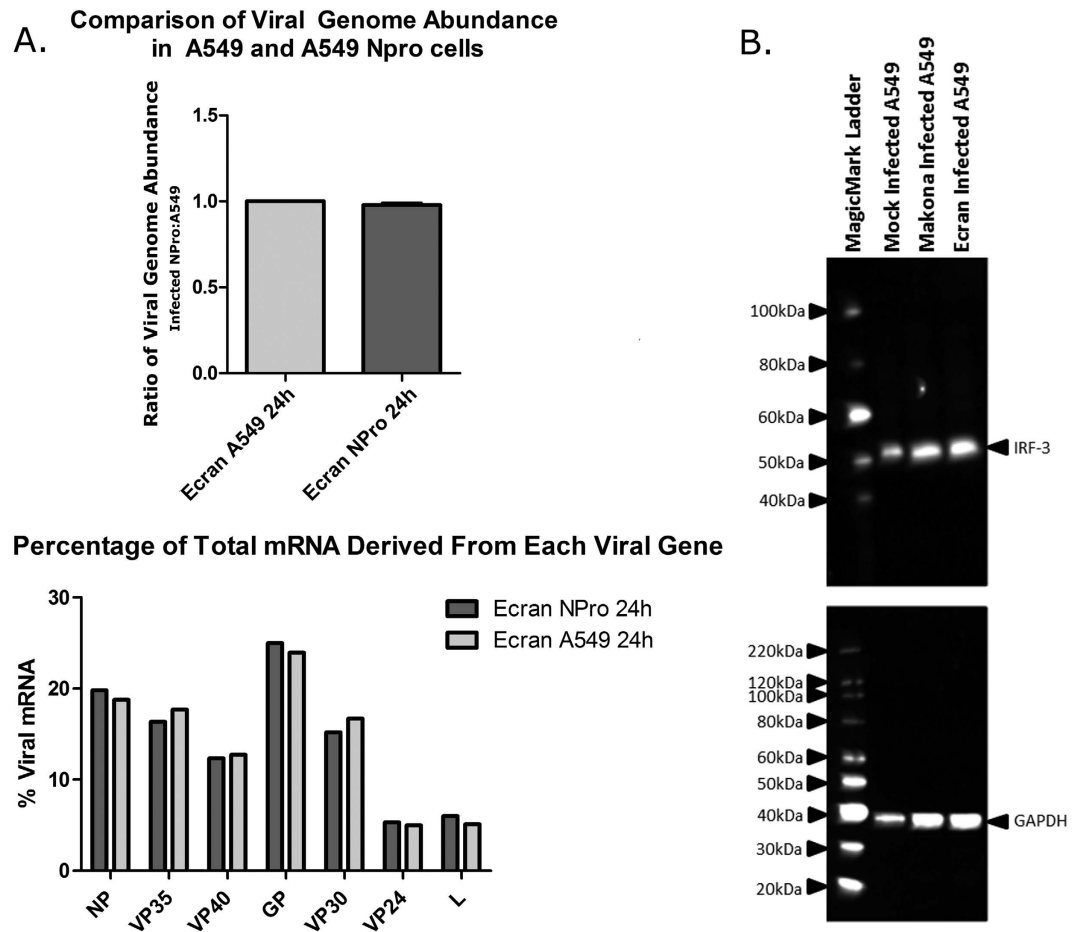 A.
Comparison of Viral Genome Abundance
in A549 and A549 Npro cells
Ratio of Viral Genome Abundance
Infected NPro:A549
1.5
1.0
0.5
0.0
Ecran A549 24h
Ecran NPro 24h
Percentage of Total mRNA Derived From Each Viral Gene
% Viral mRNA
30
20
10
0
Ecran NPro 24h
Ecran A549 24h
NP
VP35
VP40
GP
VP30
VP24
L
B.
MagicMark Ladder
Mock Infected A549
Makona Infected A549
Ecran Infected A549
100kDa
80kDa
60kDa
50kDa
40kDa
IRF-3
220kDa
120kDa
100kDa
80kDa
60kDa
50kDa
40kDa
30kDa
20kDa
GAPDH